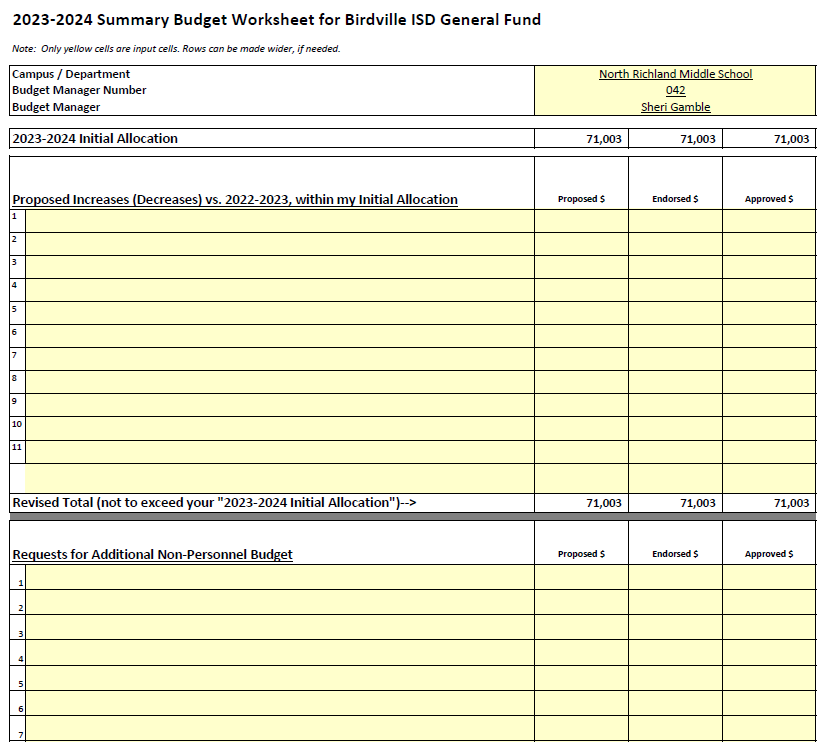 2023-2024 Summary Budget Worksheet for Birdville ISD General Fund
Note: Only yellow cells are input cells. Rows can be made wider, if needed.
Campus / Department North Richland Middle School
Budget Manager Number 042
Budget Manager Sheri Gamble
2023-2024 Initial Allocation 71,003 71,003 71,003
Proposed Increases (Decreases) vs. 2022-2023, within my Initial Allocation Proposed $ Endorsed $ Approved $
1
2
3
4
5
6
7
8
9
10
11
Revised Total (not to exceed your "2023-2024 Initial Allocation")--> 71,003 71,003 71,003
Requests for Additional Non-Personnel Budget Proposed $ Endorsed $ Approved $
1
2
3
4
5
6
7